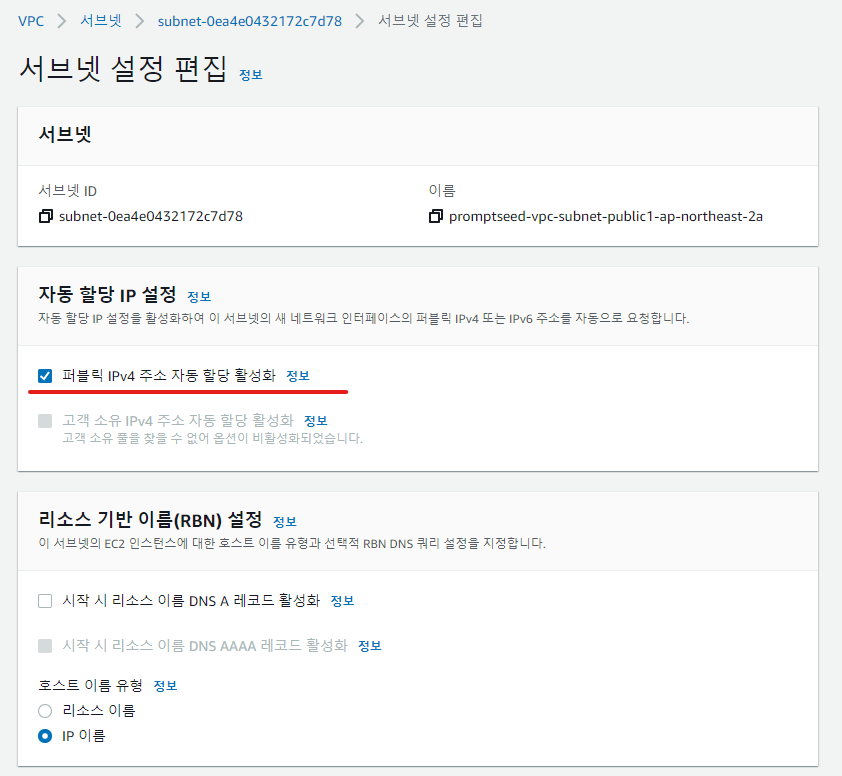 VPC > 서브넷 > subnet-0ea4e0432172c7d78 > 서브넷 설정 편집
서브넷 설정 편집 정보
서브넷
서브넷 ID
subnet-0ea4e0432172c7d78
이름
promptseed-vpc-subnet-public1-ap-northeast-2a
자동 할당 IP 설정 정보
자동 할당 IP 설정을 활성화하여 이 서브넷의 새 네트워크 인터페이스의 퍼블릭 IPv4 또는 IPv6 주소를 자동으로 요청합니다.
퍼블릭 IPv4 주소 자동 할당 활성화 정보
고객 소유 IPv4 주소 자동 할당 활성화 정보
고객 소유 풀을 찾을 수 없어 옵션이 비활성화되었습니다.
리소스 기반 이름(RBN) 설정 정보
이 서브넷의 EC2 인스턴스에 대한 호스트 이름 유형과 선택적 RBN DNS 쿼리 설정을 지정합니다.
시작 시 리소스 이름 DNS A 레코드 활성화 정보
시작 시 리소스 이름 DNS AAAA 레코드 활성화 정보
호스트 이름 유형 정보
리소스 이름
IP 이름